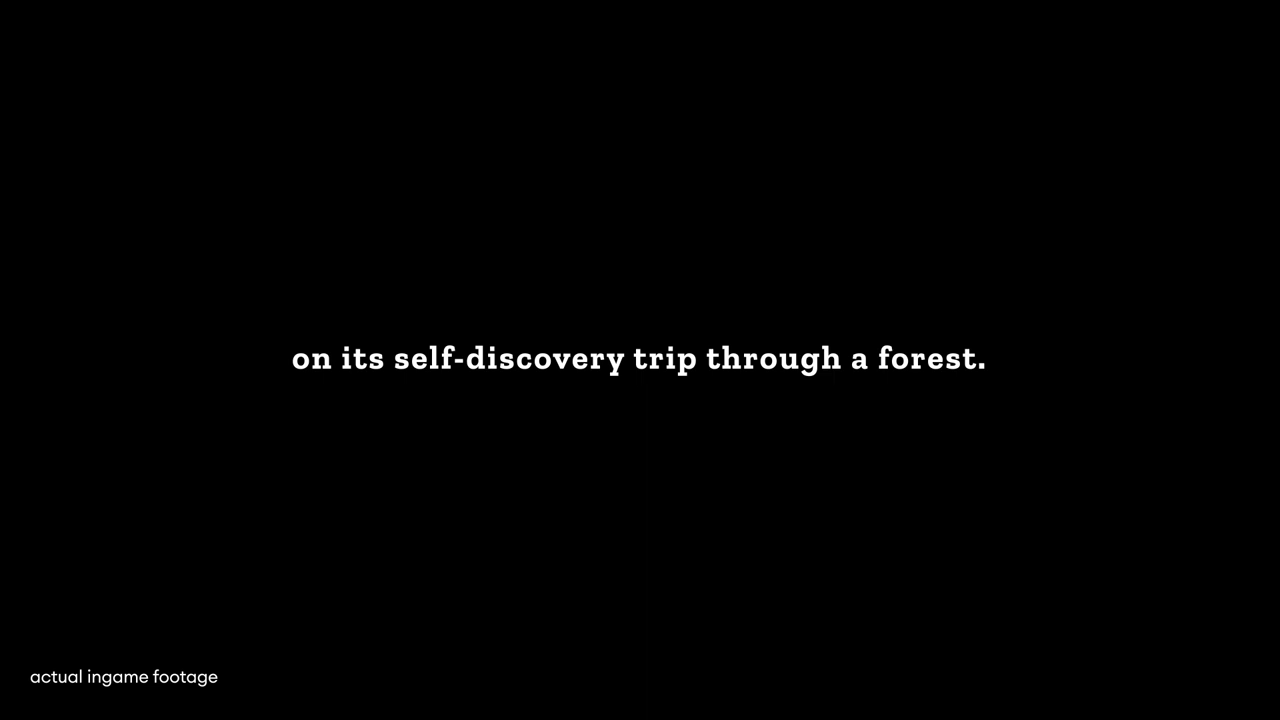 on its self-discovery trip through a forest.
actual ingame footage